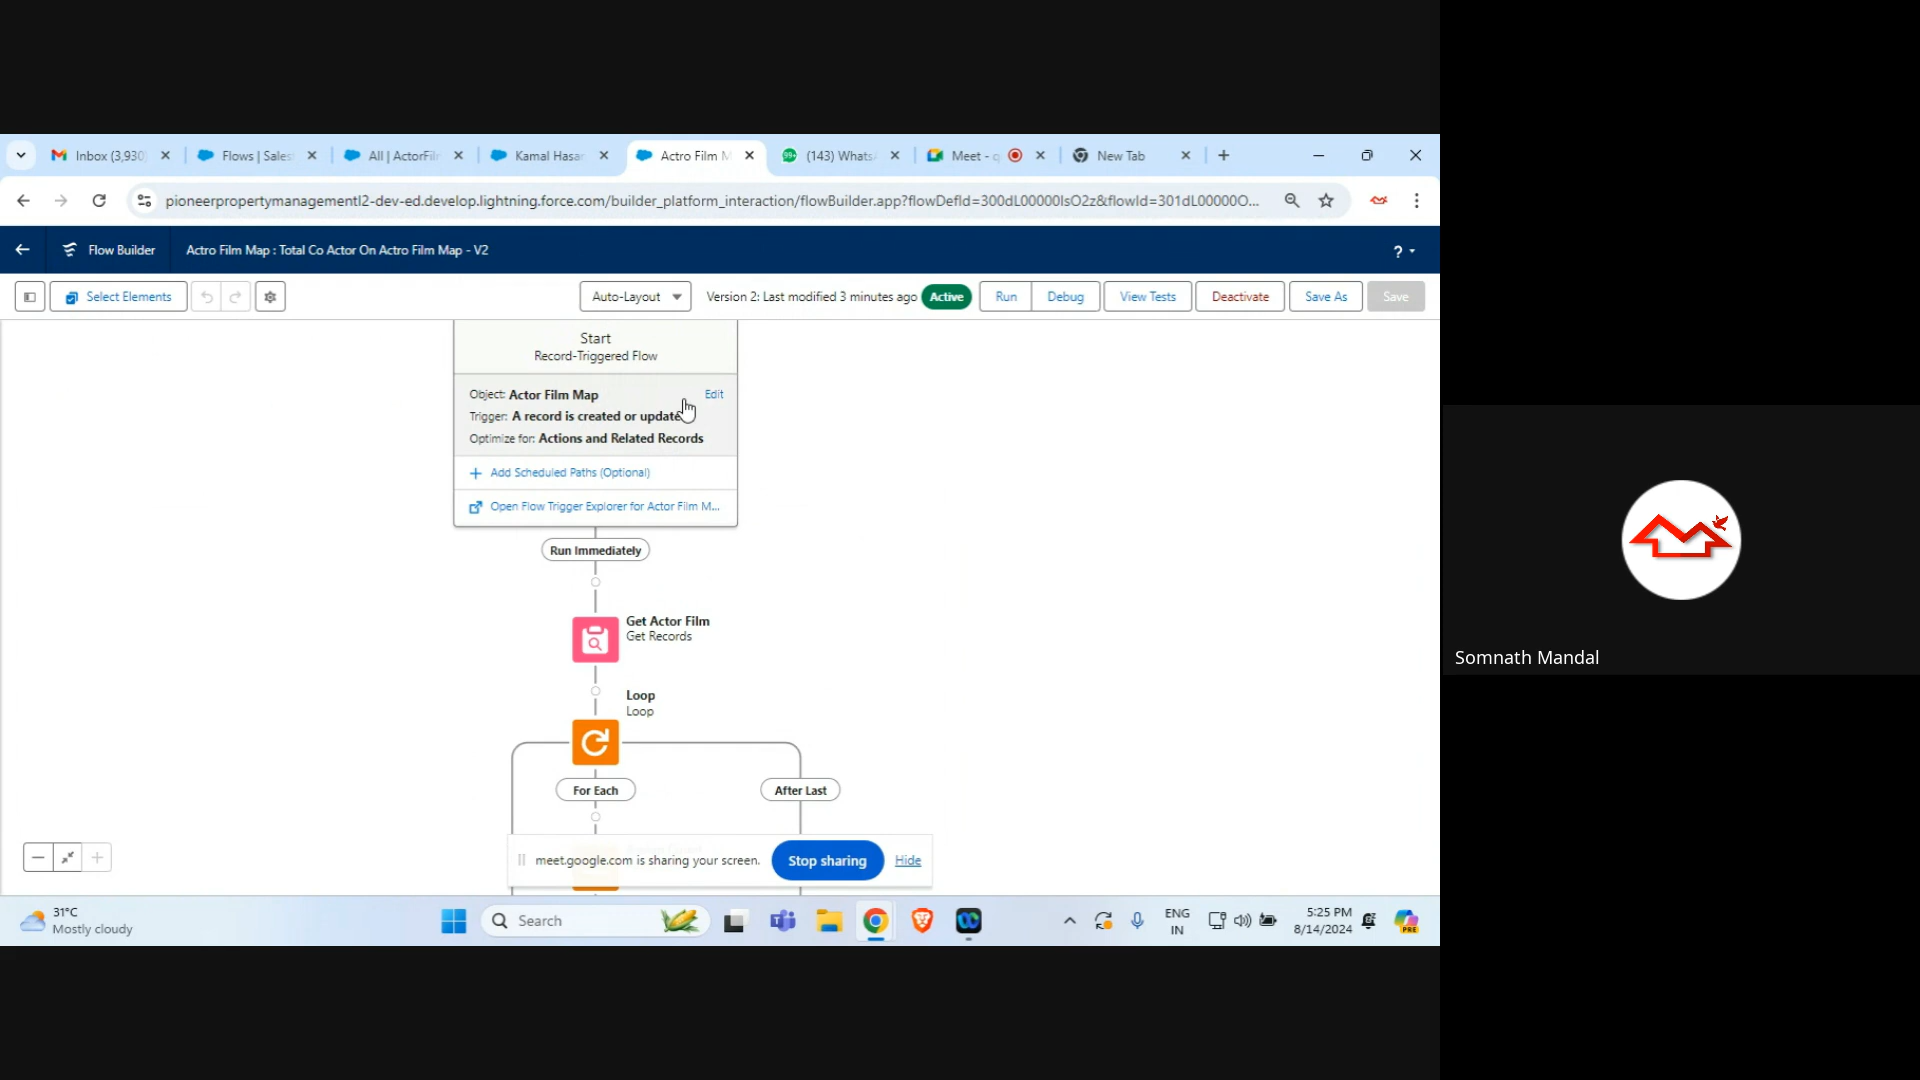 Inbox (3,930
Flows | Sales
All | ActorFil
Kamal Hasa
Actro Film M
(143) Whats
Meet - q
New Tab
pioneerpropertymanagementl2-dev-ed.develop.lightning.force.com/builder_platform_interaction/flowBuilder.app?flowDefId=300dL00000IsO2z&flowId=301dL00000O...
Flow Builder
Actro Film Map : Total Co Actor On Actro Film Map - V2
?
Select Elements
Auto-Layout
Version 2: Last modified 3 minutes ago
Active
Run
Debug
View Tests
Deactivate
Save As
Save
Start
Record-Triggered Flow
Object: Actor Film Map
Edit
Trigger: A record is created or update
Optimize for: Actions and Related Records
Add Scheduled Paths (Optional)
Open Flow Trigger Explorer for Actor Film M...
Run Immediately
Get Actor Film
Get Records
Loop
Loop
For Each
After Last
meet.google.com is sharing your screen.
Stop sharing
Hide
Somnath Mandal
31°C
Mostly cloudy
Search
ENG
IN
5:25 PM
8/14/2024
PRE